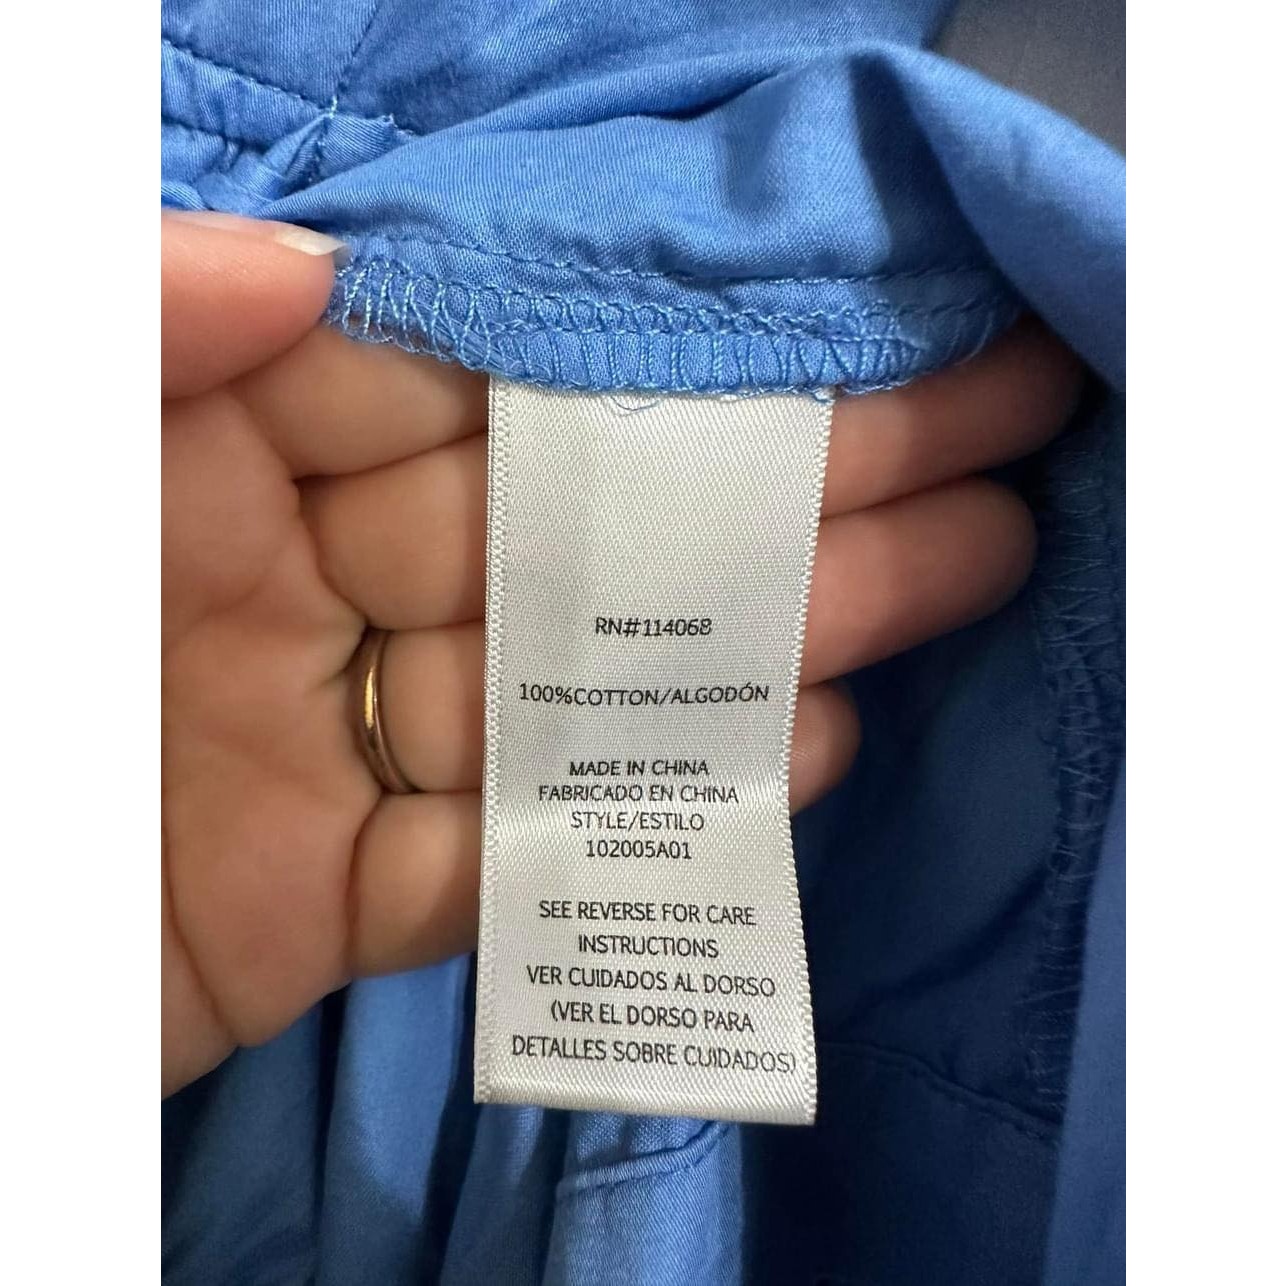 RN#114068
100%COTTON/ALGODÓN
MADE IN CHINA
FABRICADO EN CHINA
STYLE/ESTILO
102005A01
SEE REVERSE FOR CARE
INSTRUCTIONS
VER CUIDADOS AL DORSO
(VER EL DORSO PARA
DETALLES SOBRE CUIDADOS)